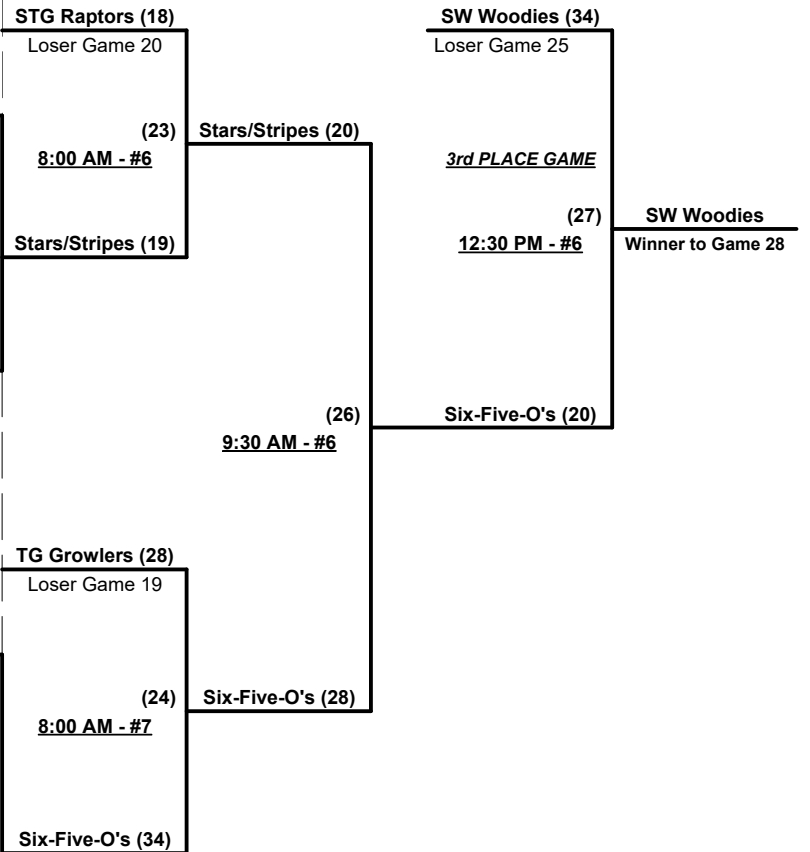 STG Raptors (18)
Loser Game 20
(23)
8:00 AM - #6
Stars/Stripes (19)
Stars/Stripes (20)
(26)
9:30 AM - #6
TG Growlers (28)
Loser Game 19
(24)
8:00 AM - #7
Six-Five-O's (34)
Six-Five-O's (28)
SW Woodies (34)
Loser Game 25
3rd PLACE GAME
(27)
12:30 PM - #6
Six-Five-O's (20)
SW Woodies
Winner to Game 28